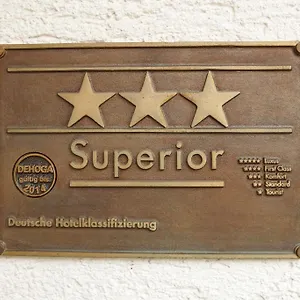 ★★★
Superior
DEHOGA
gültig bis:
2014
★★★★★ Luxus
★★★★ First Class
★★★ Komfort
★★ Standard
★ Tourist
Deutsche Hotelklassifizierung